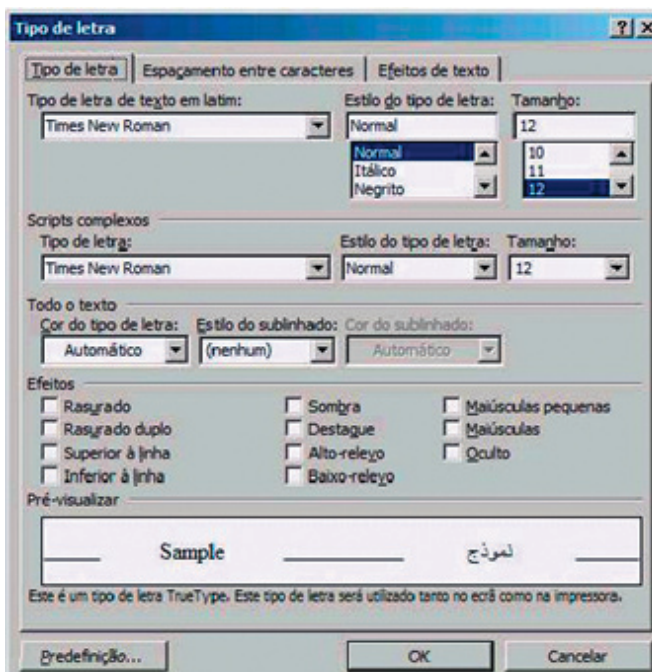 Tipo de letra
Tipo de letra Espaçamento entre caracteres Efeitos de texto
Tipo de letra de texto em latim: Estilo do tipo de letra: Tamanho:
Times New Roman Normal 12
Normal 10
Itálico 11
Negrito 12
Scripts complexos
Tipo de letra: Estilo do tipo de letra: Tamanho:
Times New Roman Normal 12
Todo o texto
Cor do tipo de letra: Estilo do sublinhado: Cor do sublinhado:
Automático (nenhum) Automático
Efeitos
Rasurado Sombra Maiúsculas pequenas
Rasurado duplo Destaque Maiúsculas
Superior à linha Alto-relevo Oculto
Inferior à linha Baixo-relevo
Pré-visualizar
Sample نموذج
Este é um tipo de letra TrueType. Este tipo de letra será utilizado tanto no ecrã como na impressora.
Predefinição... OK Cancelar